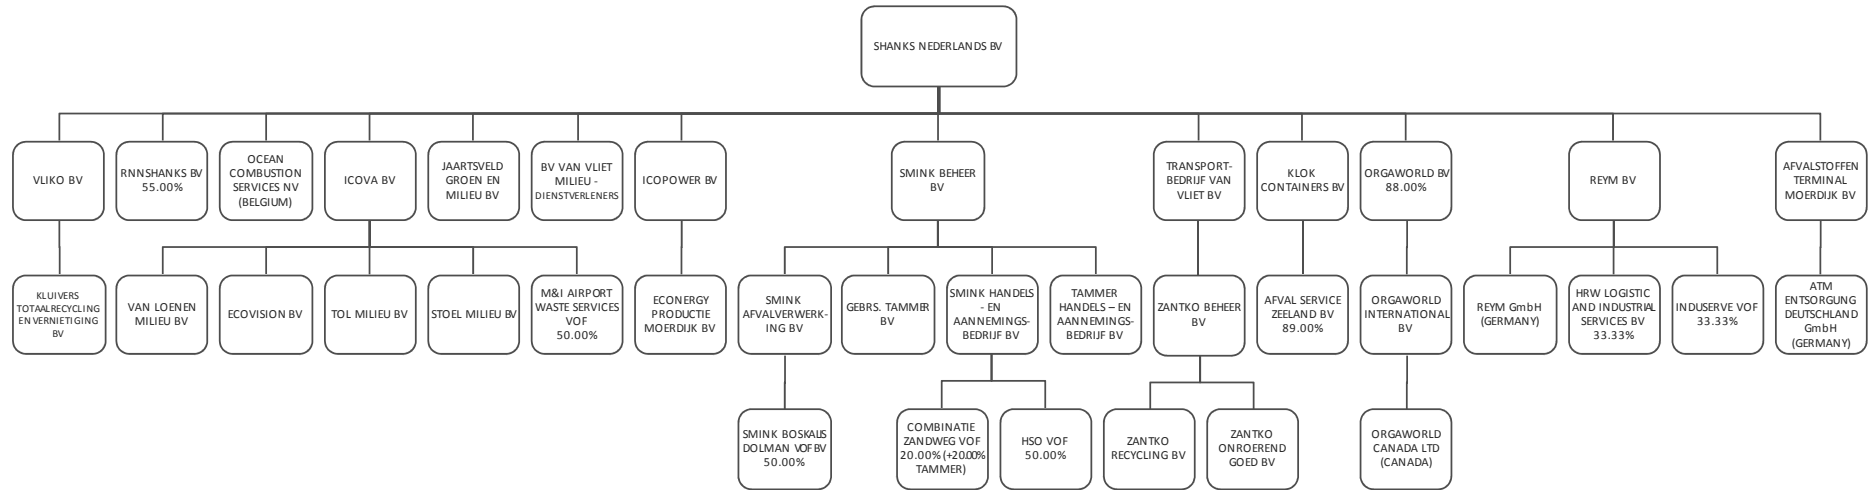 SHANKS NEDERLANDS BV
VLIKO BV
RNNSHANKS BV
55.00%
OCEAN
COMBUSTION
SERVICES NV
(BELGIUM)
ICOVA BV
JAARTSVELD
GROEN EN
MILIEU BV
BV VAN VLIET
MILIEU -
DIENSTVERLENERS
ICOPOWER BV
SMINK BEHEER
BV
TRANSPORT-
BEDRIJF VAN
VLIET BV
KLOK
CONTAINERS BV
ORGAWORLD BV
88.00%
REYM BV
AFVALSTOFFEN
TERMINAL
MOERDIJK BV
KLUIVERS
TOTAALRECYCLING
EN VERNIETIGING
BV
VAN LOENEN
MILIEU BV
ECOVISION BV
TOL MILIEU BV
STOEL MILIEU BV
M&I AIRPORT
WASTE SERVICES
VOF
50.00%
ECONERGY
PRODUCTIE
MOERDIJK BV
SMINK
AFVALVERWERK-
ING BV
GEBRS. TAMMER
BV
SMINK HANDELS
- EN
AANNEMINGS-
BEDRIJF BV
TAMMER
HANDELS – EN
AANNEMINGS-
BEDRIJF BV
ZANTKO BEHEER
BV
AFVAL SERVICE
ZEELAND BV
89.00%
ORGAWORLD
INTERNATIONAL
BV
REYM GmbH
(GERMANY)
HRW LOGISTIC
AND INDUSTRIAL
SERVICES BV
33.33%
INDUSERVE VOF
33.33%
ATM
ENTSORGUNG
DEUTSCHLAND
GmbH
(GERMANY)
SMINK BOSKALIS
DOLMAN VOF BV
50.00%
COMBINATIE
ZANDWEG VOF
20.00% (+20.00%
TAMMER)
HSO VOF
50.00%
ZANTKO
RECYCLING BV
ZANTKO
ONROEREND
GOED BV
ORGAWORLD
CANADA LTD
(CANADA)